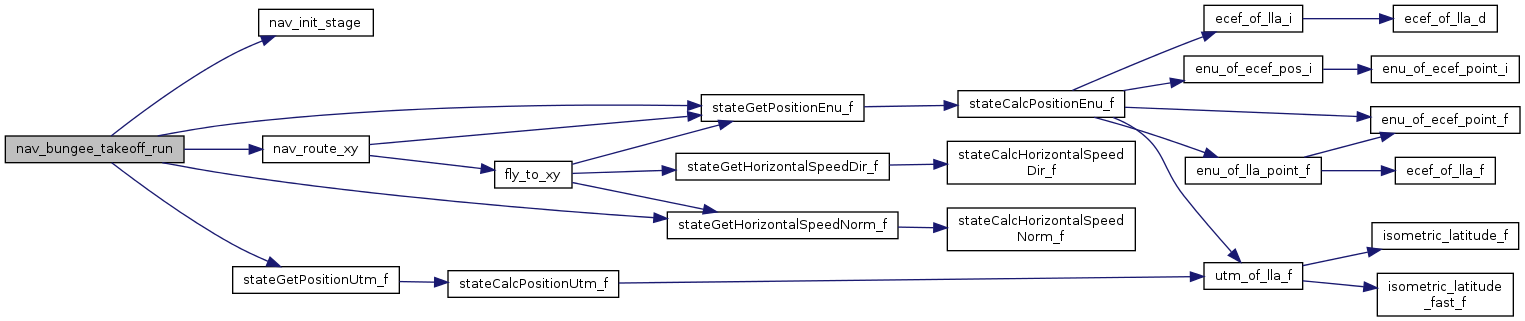 nav_bungee_takeoff_run
nav_init_stage
nav_route_xy
stateGetPositionUtm_f
fly_to_xy
stateCalcPositionUtm_f
stateGetPositionEnu_f
stateGetHorizontalSpeedDir_f
stateGetHorizontalSpeedNorm_f
stateCalcPositionEnu_f
stateCalcHorizontalSpeed
Dir_f
stateCalcHorizontalSpeed
Norm_f
ecef_of_lla_i
enu_of_ecef_pos_i
enu_of_lla_point_f
utm_of_lla_f
ecef_of_lla_d
enu_of_ecef_point_i
enu_of_ecef_point_f
ecef_of_lla_f
isometric_latitude_f
isometric_latitude
_fast_f